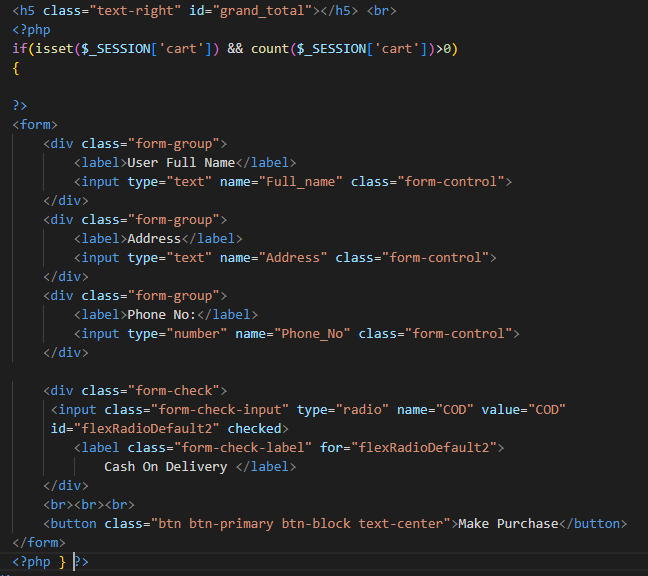 <h5 class="text-right" id="grand_total"></h5> <br>
<?php
if(isset($_SESSION['cart']) && count($_SESSION['cart'])>0)
{
?>
<form>
<div class="form-group">
<label>User Full Name</label>
<input type="text" name="Full_name" class="form-control">
</div>
<div class="form-group">
<label>Address</label>
<input type="text" name="Address" class="form-control">
</div>
<div class="form-group">
<label>Phone No:</label>
<input type="number" name="Phone_No" class="form-control">
</div>
<div class="form-check">
<input class="form-check-input" type="radio" name="COD" value="COD"
id="flexRadioDefault2" checked>
<label class="form-check-label" for="flexRadioDefault2">
Cash On Delivery </label>
</div>
<br><br><br>
<button class="btn btn-primary btn-block text-center">Make Purchase</button>
</form>
<?php } ?>